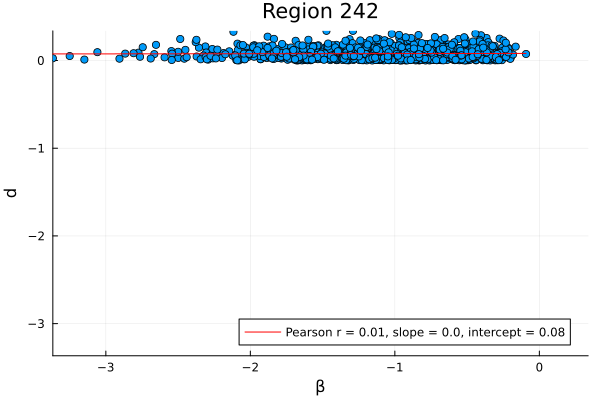 Region 242
d
0
−1
−2
−3
Pearson r = 0.01, slope = 0.0, intercept = 0.08
−3
−2
−1
0
β